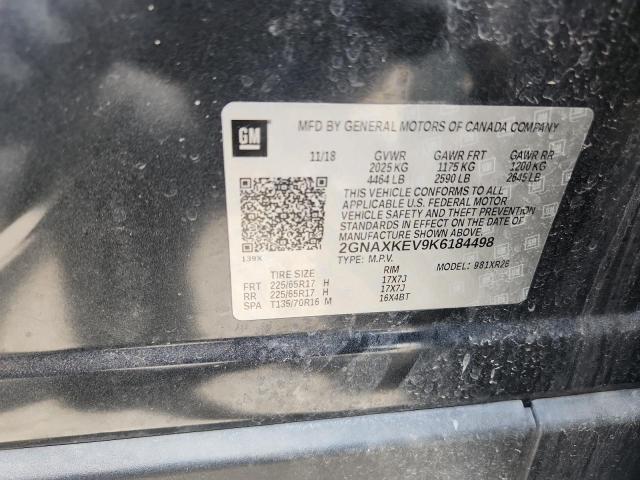 GM
MFD BY GENERAL MOTORS OF CANADA COMPANY
11/18 GVWR GAWR FRT GAWR RR
2025 KG 1175 KG 1200 KG
4464 LB 2590 LB 2645 LB
THIS VEHICLE CONFORMS TO ALL
APPLICABLE U.S. FEDERAL MOTOR
VEHICLE SAFETY AND THEFT PREVENTION
STANDARDS IN EFFECT ON THE DATE OF
MANUFACTURE SHOWN ABOVE.
2GNAXKEV9K6184498
139X
TYPE: M.P.V. MODEL: 981XR26
TIRE SIZE RIM
FRT 225/65R17 H 17X7J
RR 225/65R17 H 17X7J
SPA T135/70R16 M 16X4BT